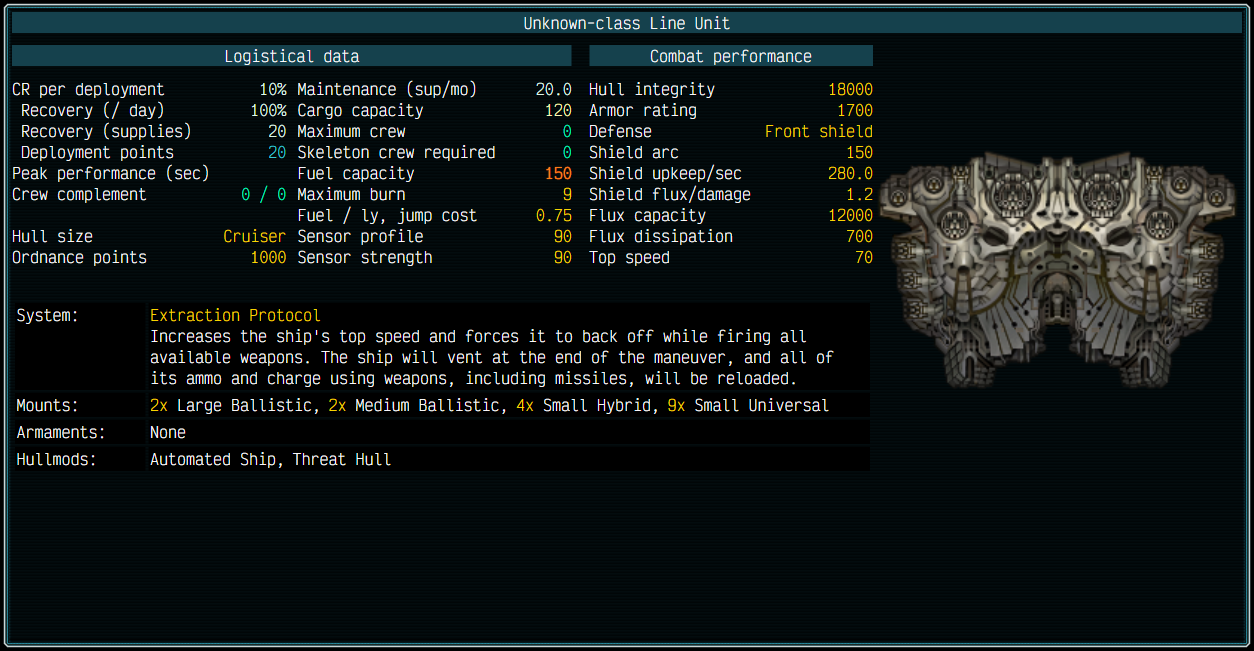 Unknown-class Line Unit
Logistical data
CR per deployment 10% Maintenance (sup/mo) 20.0
Recovery (/ day) 100% Cargo capacity 120
Recovery (supplies) 20 Maximum crew 0
Deployment points 20 Skeleton crew required 0
Peak performance (sec) Fuel capacity 150
Crew complement 0 / 0 Maximum burn 9
Fuel / ly, jump cost 0.75
Hull size Cruiser Sensor profile 90
Ordnance points 1000 Sensor strength 90
Combat performance
Hull integrity 18000
Armor rating 1700
Defense Front shield
Shield arc 150
Shield upkeep/sec 280.0
Shield flux/damage 1.2
Flux capacity 12000
Flux dissipation 700
Top speed 70
System: Extraction Protocol
Increases the ship's top speed and forces it to back off while firing all
available weapons. The ship will vent at the end of the maneuver, and all of
its ammo and charge using weapons, including missiles, will be reloaded.
Mounts: 2x Large Ballistic, 2x Medium Ballistic, 4x Small Hybrid, 9x Small Universal
Armaments: None
Hullmods: Automated Ship, Threat Hull